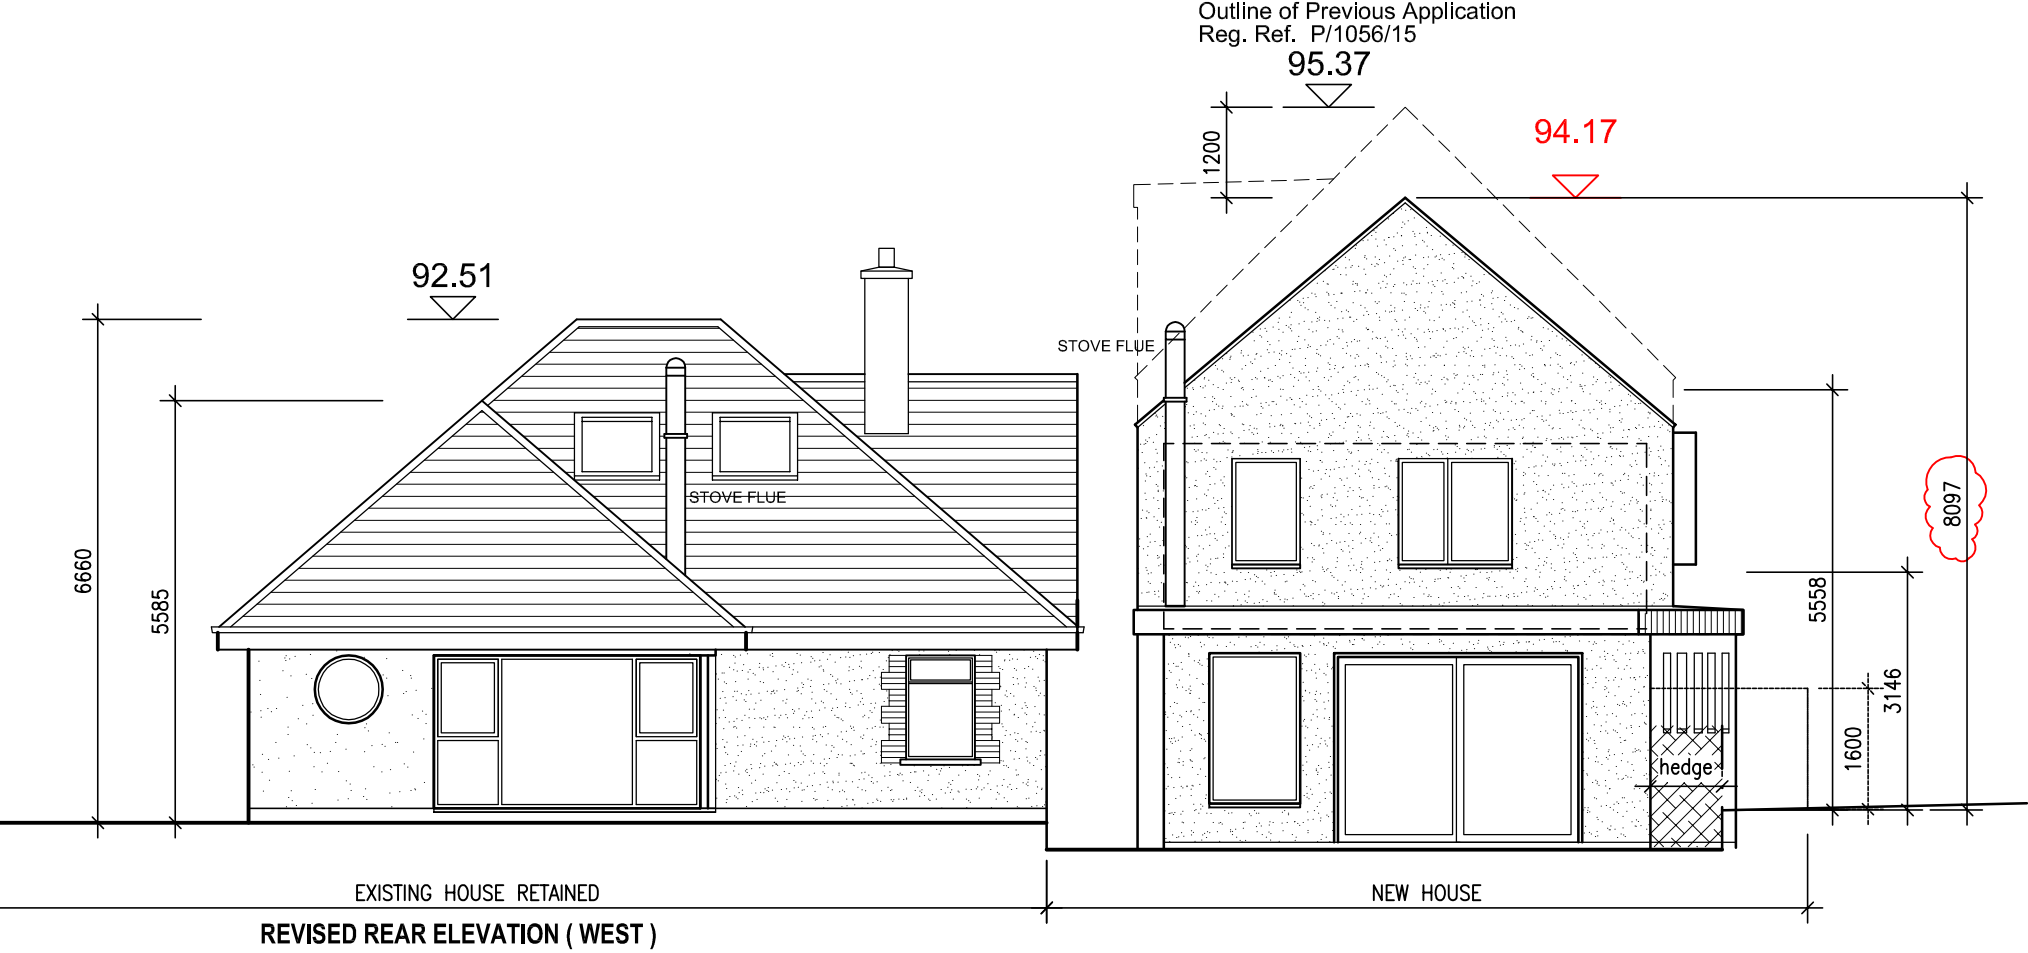 Outline of Previous Application
Reg. Ref. P/1056/15
95.37
94.17
1200
92.51
STOVE FLUE
STOVE FLUE
6660
5585
8097
5558
3146
1600
hedge
EXISTING HOUSE RETAINED
NEW HOUSE
REVISED REAR ELEVATION ( WEST )